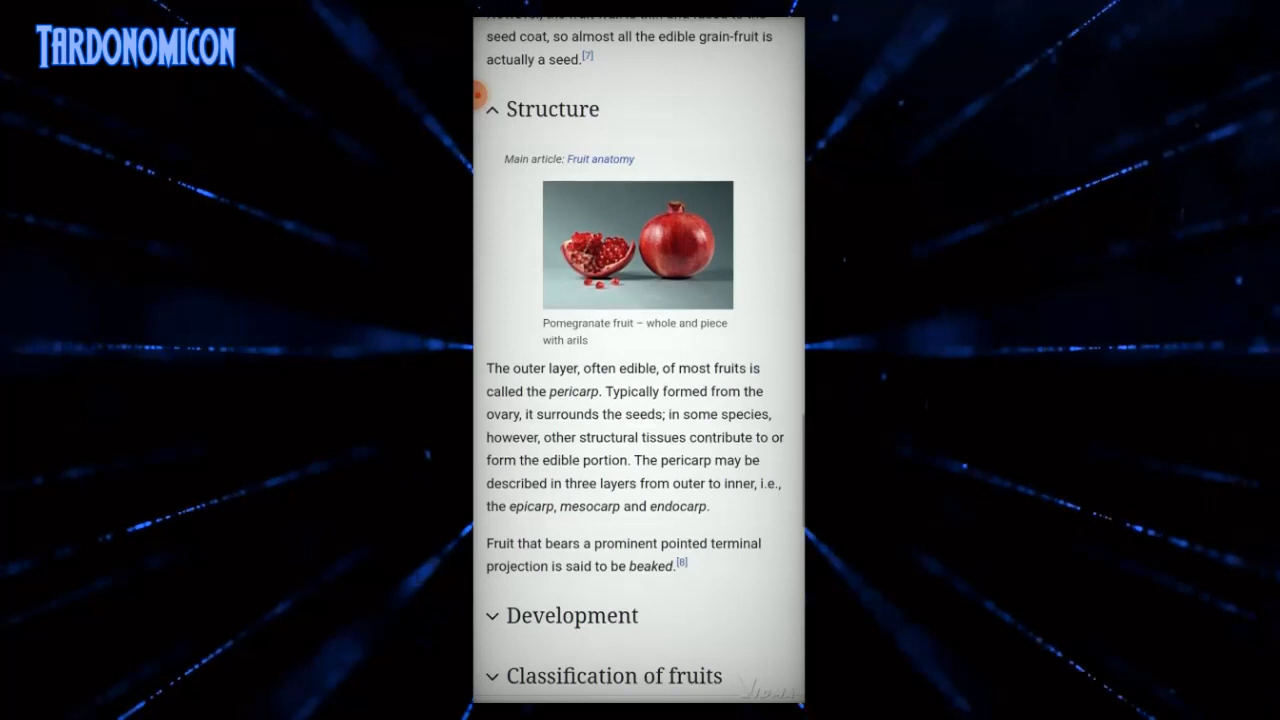 TARDONOMICON
seed coat, so almost all the edible grain-fruit is
actually a seed.[7]
Structure
Main article: Fruit anatomy
Pomegranate fruit – whole and piece
with arils
The outer layer, often edible, of most fruits is
called the pericarp. Typically formed from the
ovary, it surrounds the seeds; in some species,
however, other structural tissues contribute to or
form the edible portion. The pericarp may be
described in three layers from outer to inner, i.e.,
the epicarp, mesocarp and endocarp.
Fruit that bears a prominent pointed terminal
projection is said to be beaked.[8]
Development
Classification of fruits